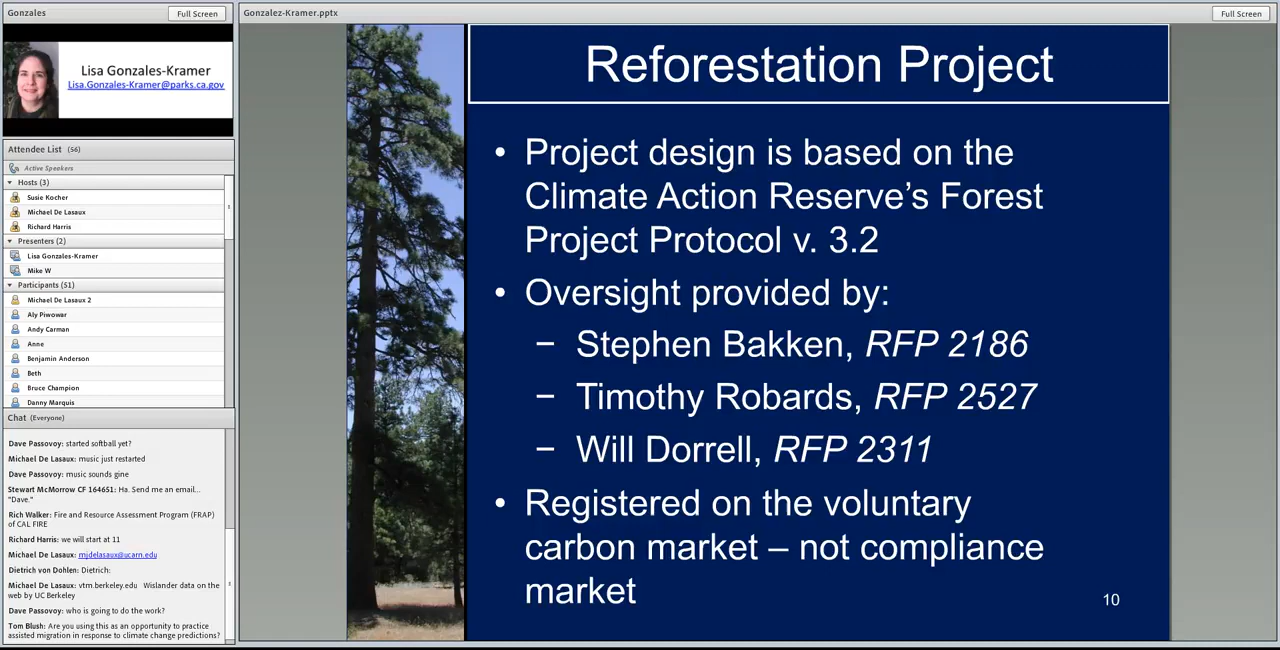 Gonzales
Full Screen
Lisa Gonzales-Kramer
Lisa.Gonzales-Kramer@parks.ca.gov
Attendee List (56)
Active Speakers
Hosts (3)
Susie Kocher
Michael De Lasaux
Richard Harris
Presenters (2)
Lisa Gonzales-Kramer
Mike W
Participants (51)
Michael De Lasaux 2
Aly Piwowar
Andy Carman
Anne
Benjamin Anderson
Beth
Bruce Champion
Danny Marquis
Chat (Everyone)
Dave Passovoy: started softball yet?
Michael De Lasaux: music just restarted
Dave Passovoy: music sounds gine
Stewart McMorrow CF 164651: Ha. Send me an email...
"Dave."
Rich Walker: Fire and Resource Assessment Program (FRAP)
of CAL FIRE
Richard Harris: we will start at 11
Michael De Lasaux: mjdelasaux@ucarn.edu
Dietrich von Dohlen: Dietrich:
Michael De Lasaux: vtm.berkeley.edu Wislander data on the
web by UC Berkeley
Dave Passovoy: who is going to do the work?
Tom Blush: Are you using this as an opportunity to practice
assisted migration in response to climate change predictions?
Gonzalez-Kramer.pptx
Full Screen
Reforestation Project
• Project design is based on the
Climate Action Reserve’s Forest
Project Protocol v. 3.2
• Oversight provided by:
– Stephen Bakken, RFP 2186
– Timothy Robards, RFP 2527
– Will Dorrell, RFP 2311
• Registered on the voluntary
carbon market – not compliance
market
10